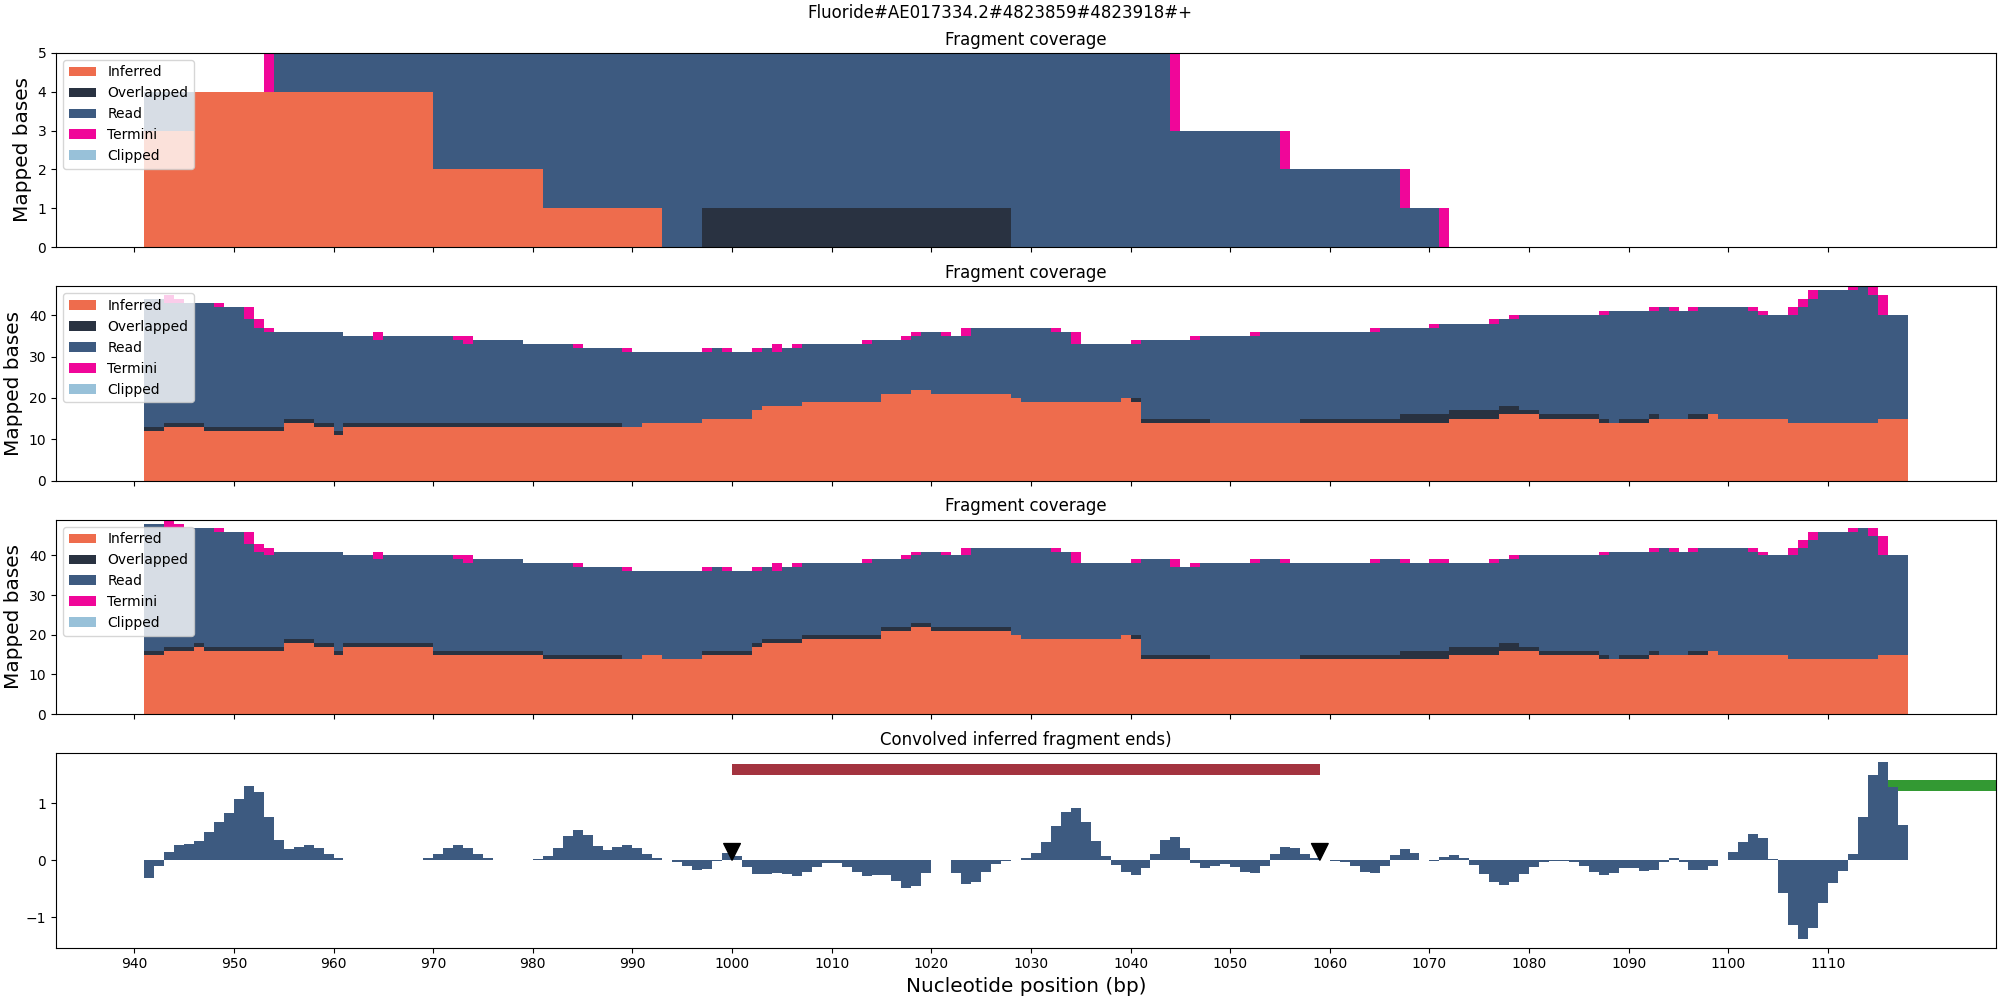 Fluoride#AE017334.2#4823859#4823918#+
Fragment coverage
Mapped bases
5
4
3
2
1
0
Inferred
Overlapped
Read
Termini
Clipped
Fragment coverage
Mapped bases
40
30
20
10
0
Inferred
Overlapped
Read
Termini
Clipped
Fragment coverage
Mapped bases
40
30
20
10
0
Inferred
Overlapped
Read
Termini
Clipped
Convolved inferred fragment ends)
1
0
−1
940 950 960 970 980 990 1000 1010 1020 1030 1040 1050 1060 1070 1080 1090 1100 1110
Nucleotide position (bp)